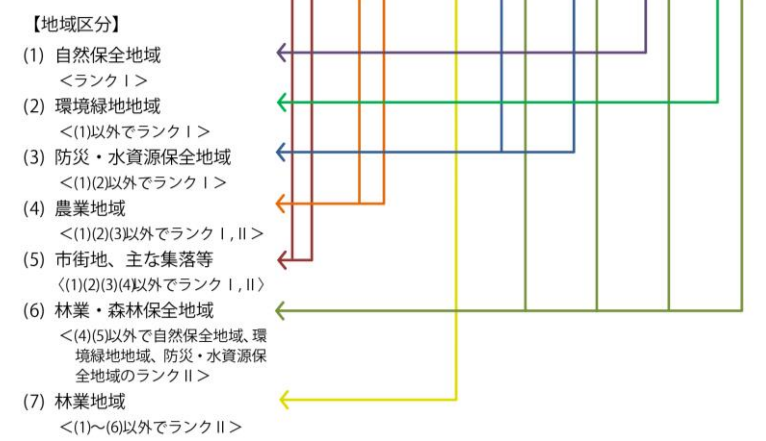 【地域区分】
(1) 自然保全地域
＜ランクⅠ＞
(2) 環境緑地地域
＜(1)以外でランクⅠ＞
(3) 防災・水資源保全地域
＜(1)(2)以外でランクⅠ＞
(4) 農業地域
＜(1)(2)(3)以外でランクⅠ,Ⅱ＞
(5) 市街地、主な集落等
〈(1)(2)(3)(4)以外でランクⅠ,Ⅱ〉
(6) 林業・森林保全地域
＜(4)(5)以外で自然保全地域、環
境緑地地域、防災・水資源保
全地域のランクⅡ＞
(7) 林業地域
＜(1)～(6)以外でランクⅡ＞